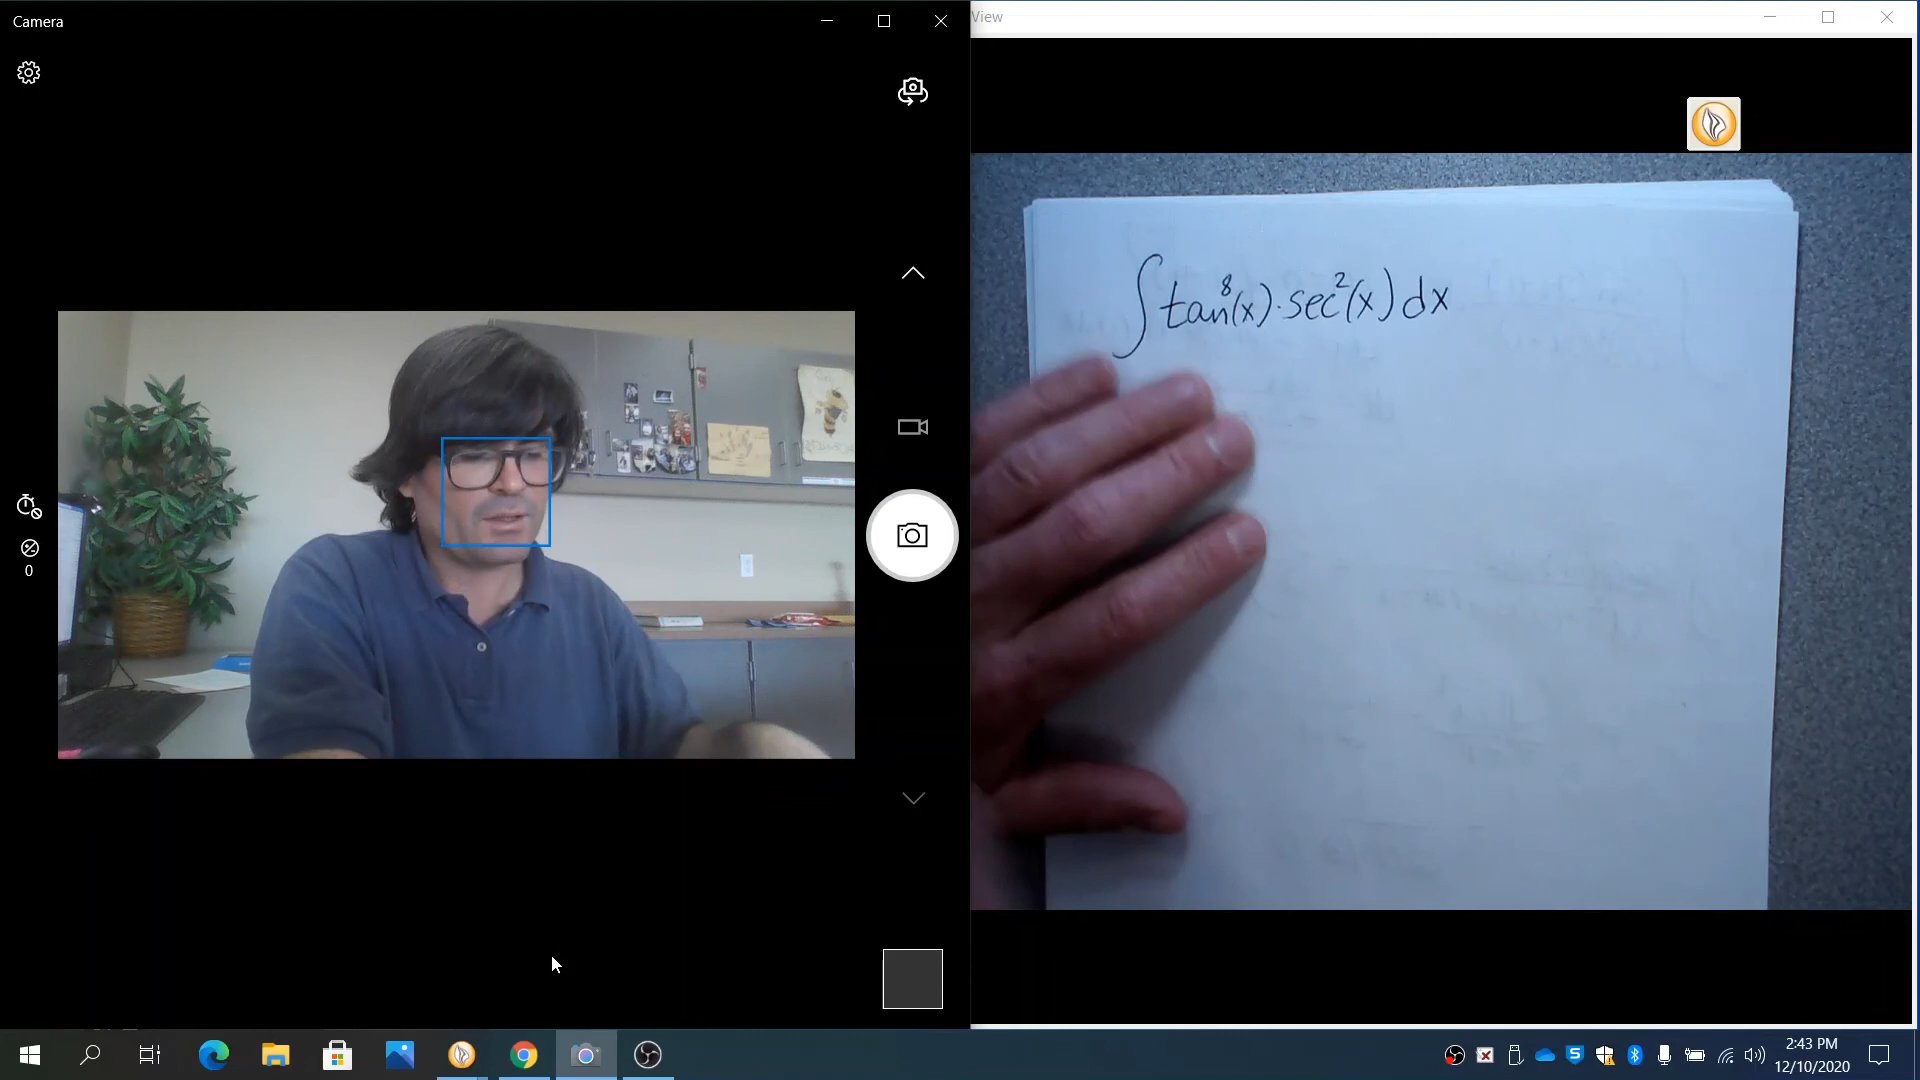 Camera
View
∫tan⁸(x)·sec²(x)dx
0
2:43 PM
12/10/2020